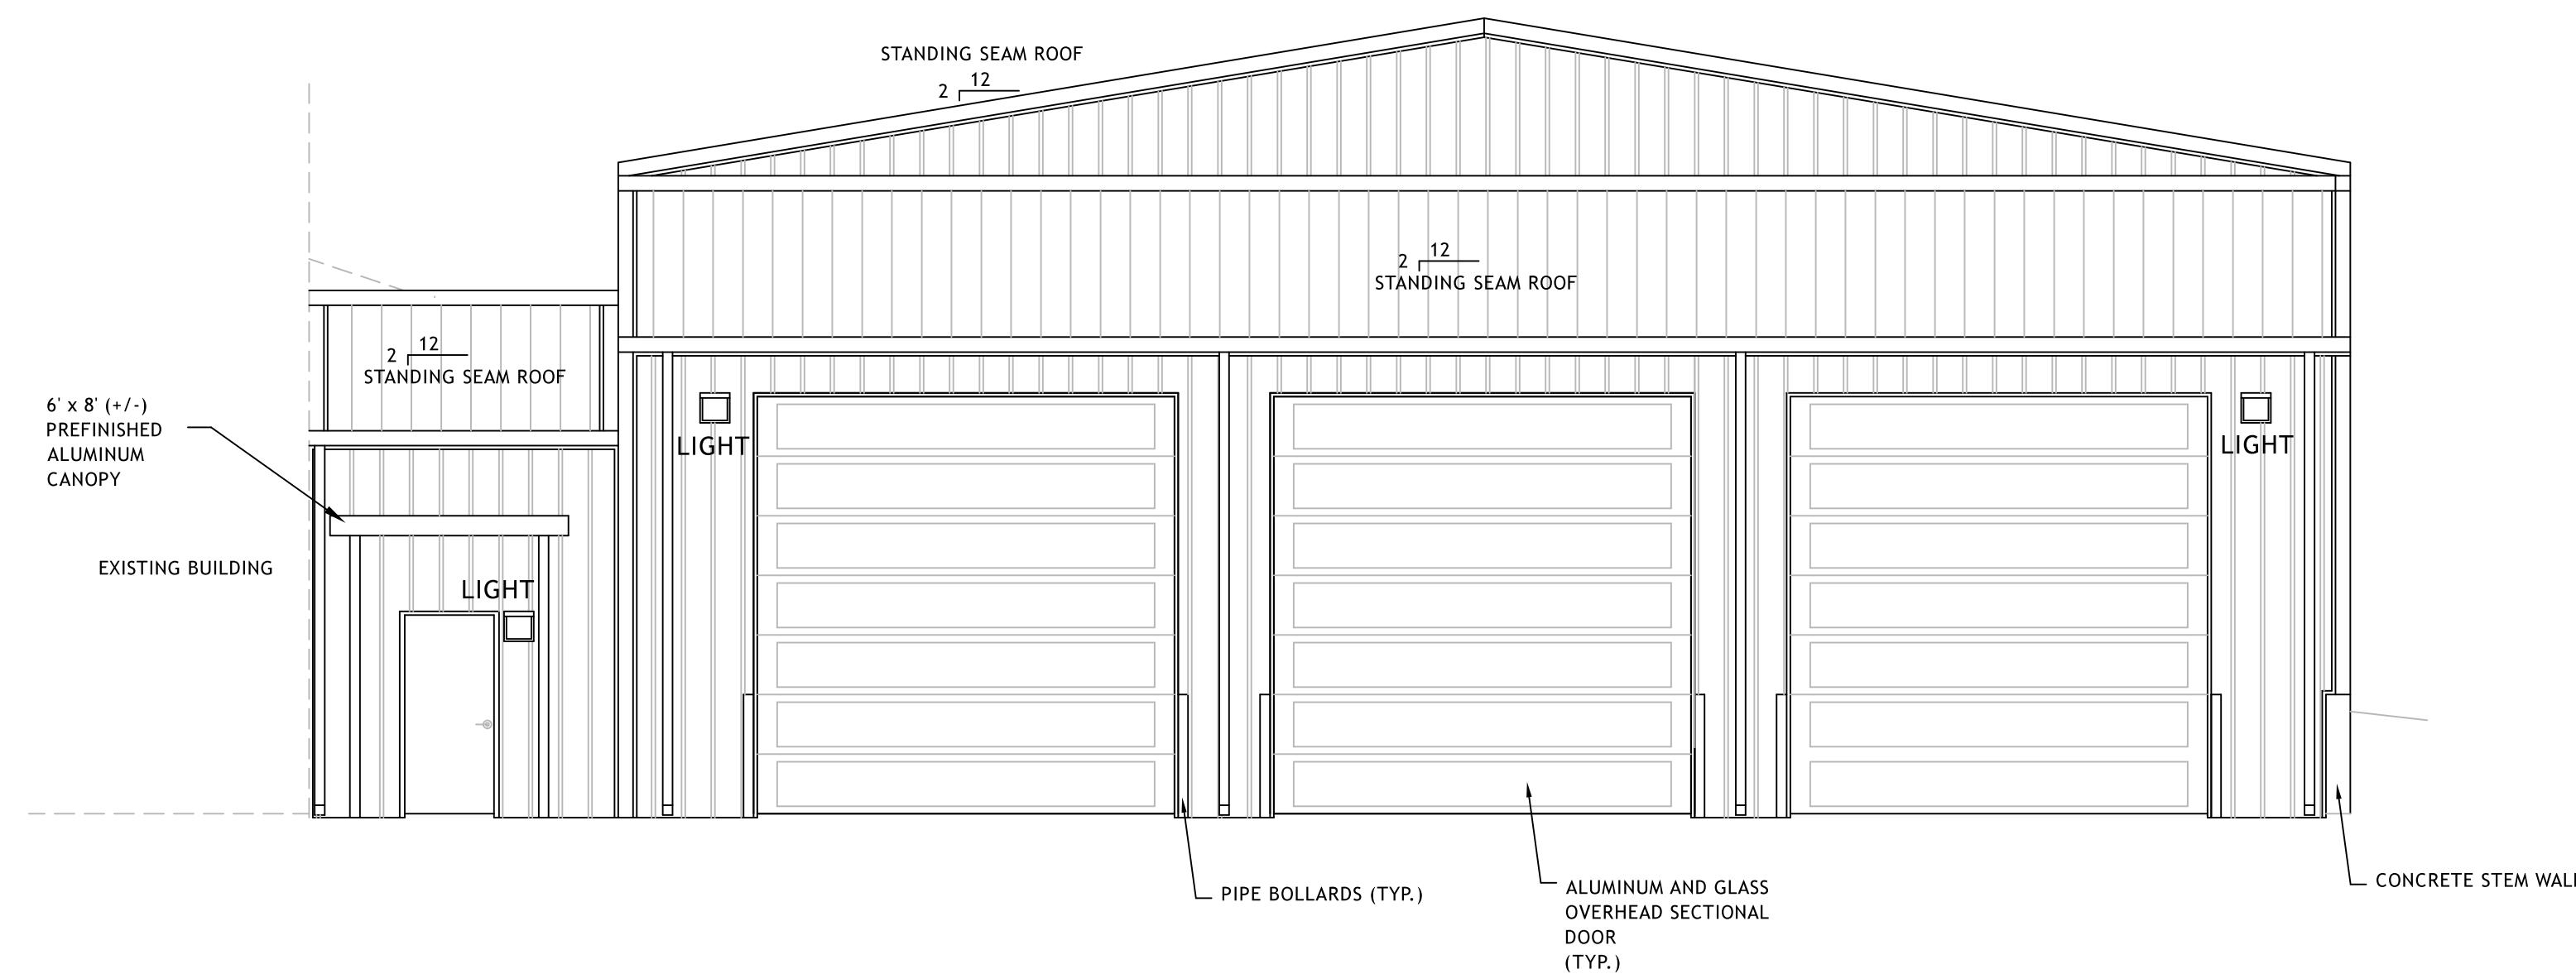 STANDING SEAM ROOF
12
2
12
2
STANDING SEAM ROOF
12
2
STANDING SEAM ROOF
6' x 8' (+/-)
PREFINISHED
ALUMINUM
CANOPY
LIGHT
LIGHT
EXISTING BUILDING
LIGHT
PIPE BOLLARDS (TYP.)
ALUMINUM AND GLASS
OVERHEAD SECTIONAL
DOOR
(TYP.)
CONCRETE STEM WALL